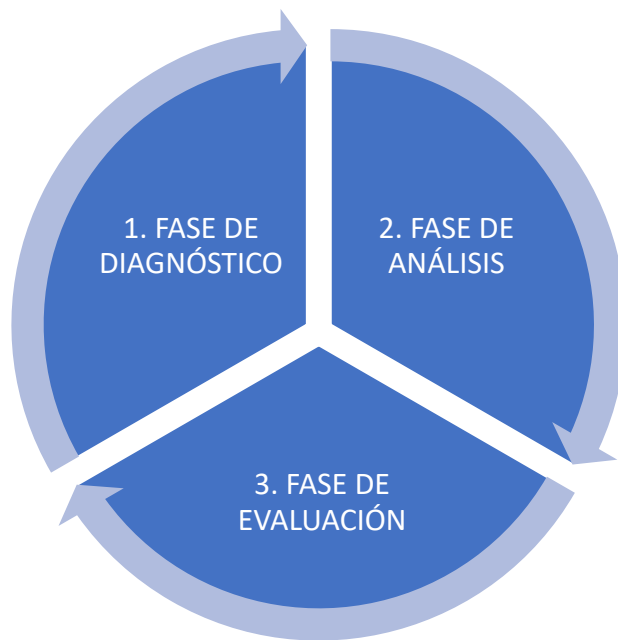 1. FASE DE
DIAGNÓSTICO
2. FASE DE
ANÁLISIS
3. FASE DE
EVALUACIÓN